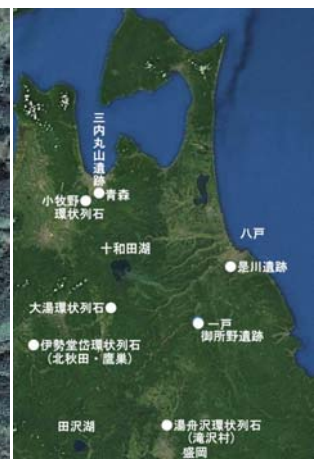 三内丸山遺跡
青森
小牧野
環状列石
八戸
十和田湖
是川遺跡
大湯環状列石
一戸
御所野遺跡
伊勢堂岱環状列石
（北秋田・鷹巣）
田沢湖
湯舟沢環状列石
（滝沢村）
盛岡